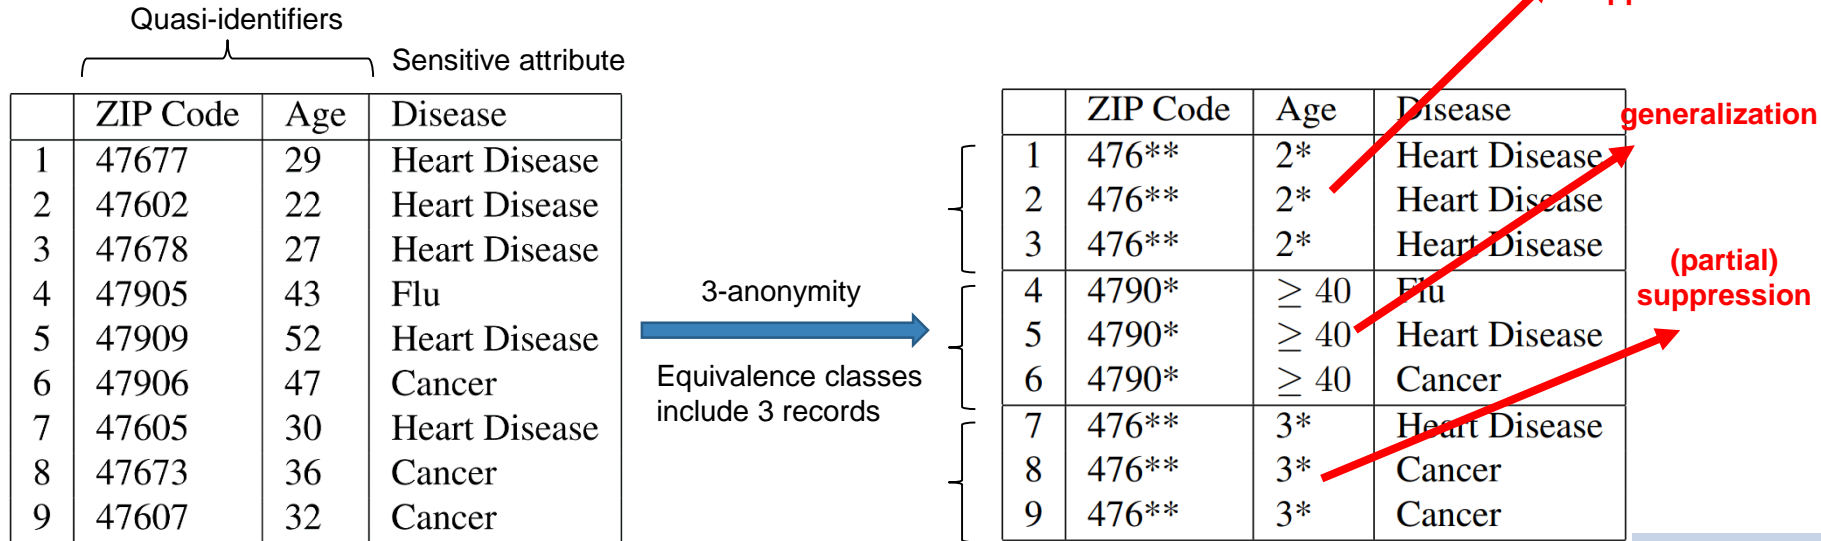 Quasi-identifiers
Sensitive attribute
ZIP Code Age Disease
1 47677 29 Heart Disease
2 47602 22 Heart Disease
3 47678 27 Heart Disease
4 47905 43 Flu
5 47909 52 Heart Disease
6 47906 47 Cancer
7 47605 30 Heart Disease
8 47673 36 Cancer
9 47607 32 Cancer
3-anonymity
Equivalence classes
include 3 records
ZIP Code Age Disease
1 476** 2* Heart Disease
2 476** 2* Heart Disease
3 476** 2* Heart Disease
4 4790* ≥ 40 Flu
5 4790* ≥ 40 Heart Disease
6 4790* ≥ 40 Cancer
7 476** 3* Heart Disease
8 476** 3* Cancer
9 476** 3* Cancer
generalization
(partial)
suppression